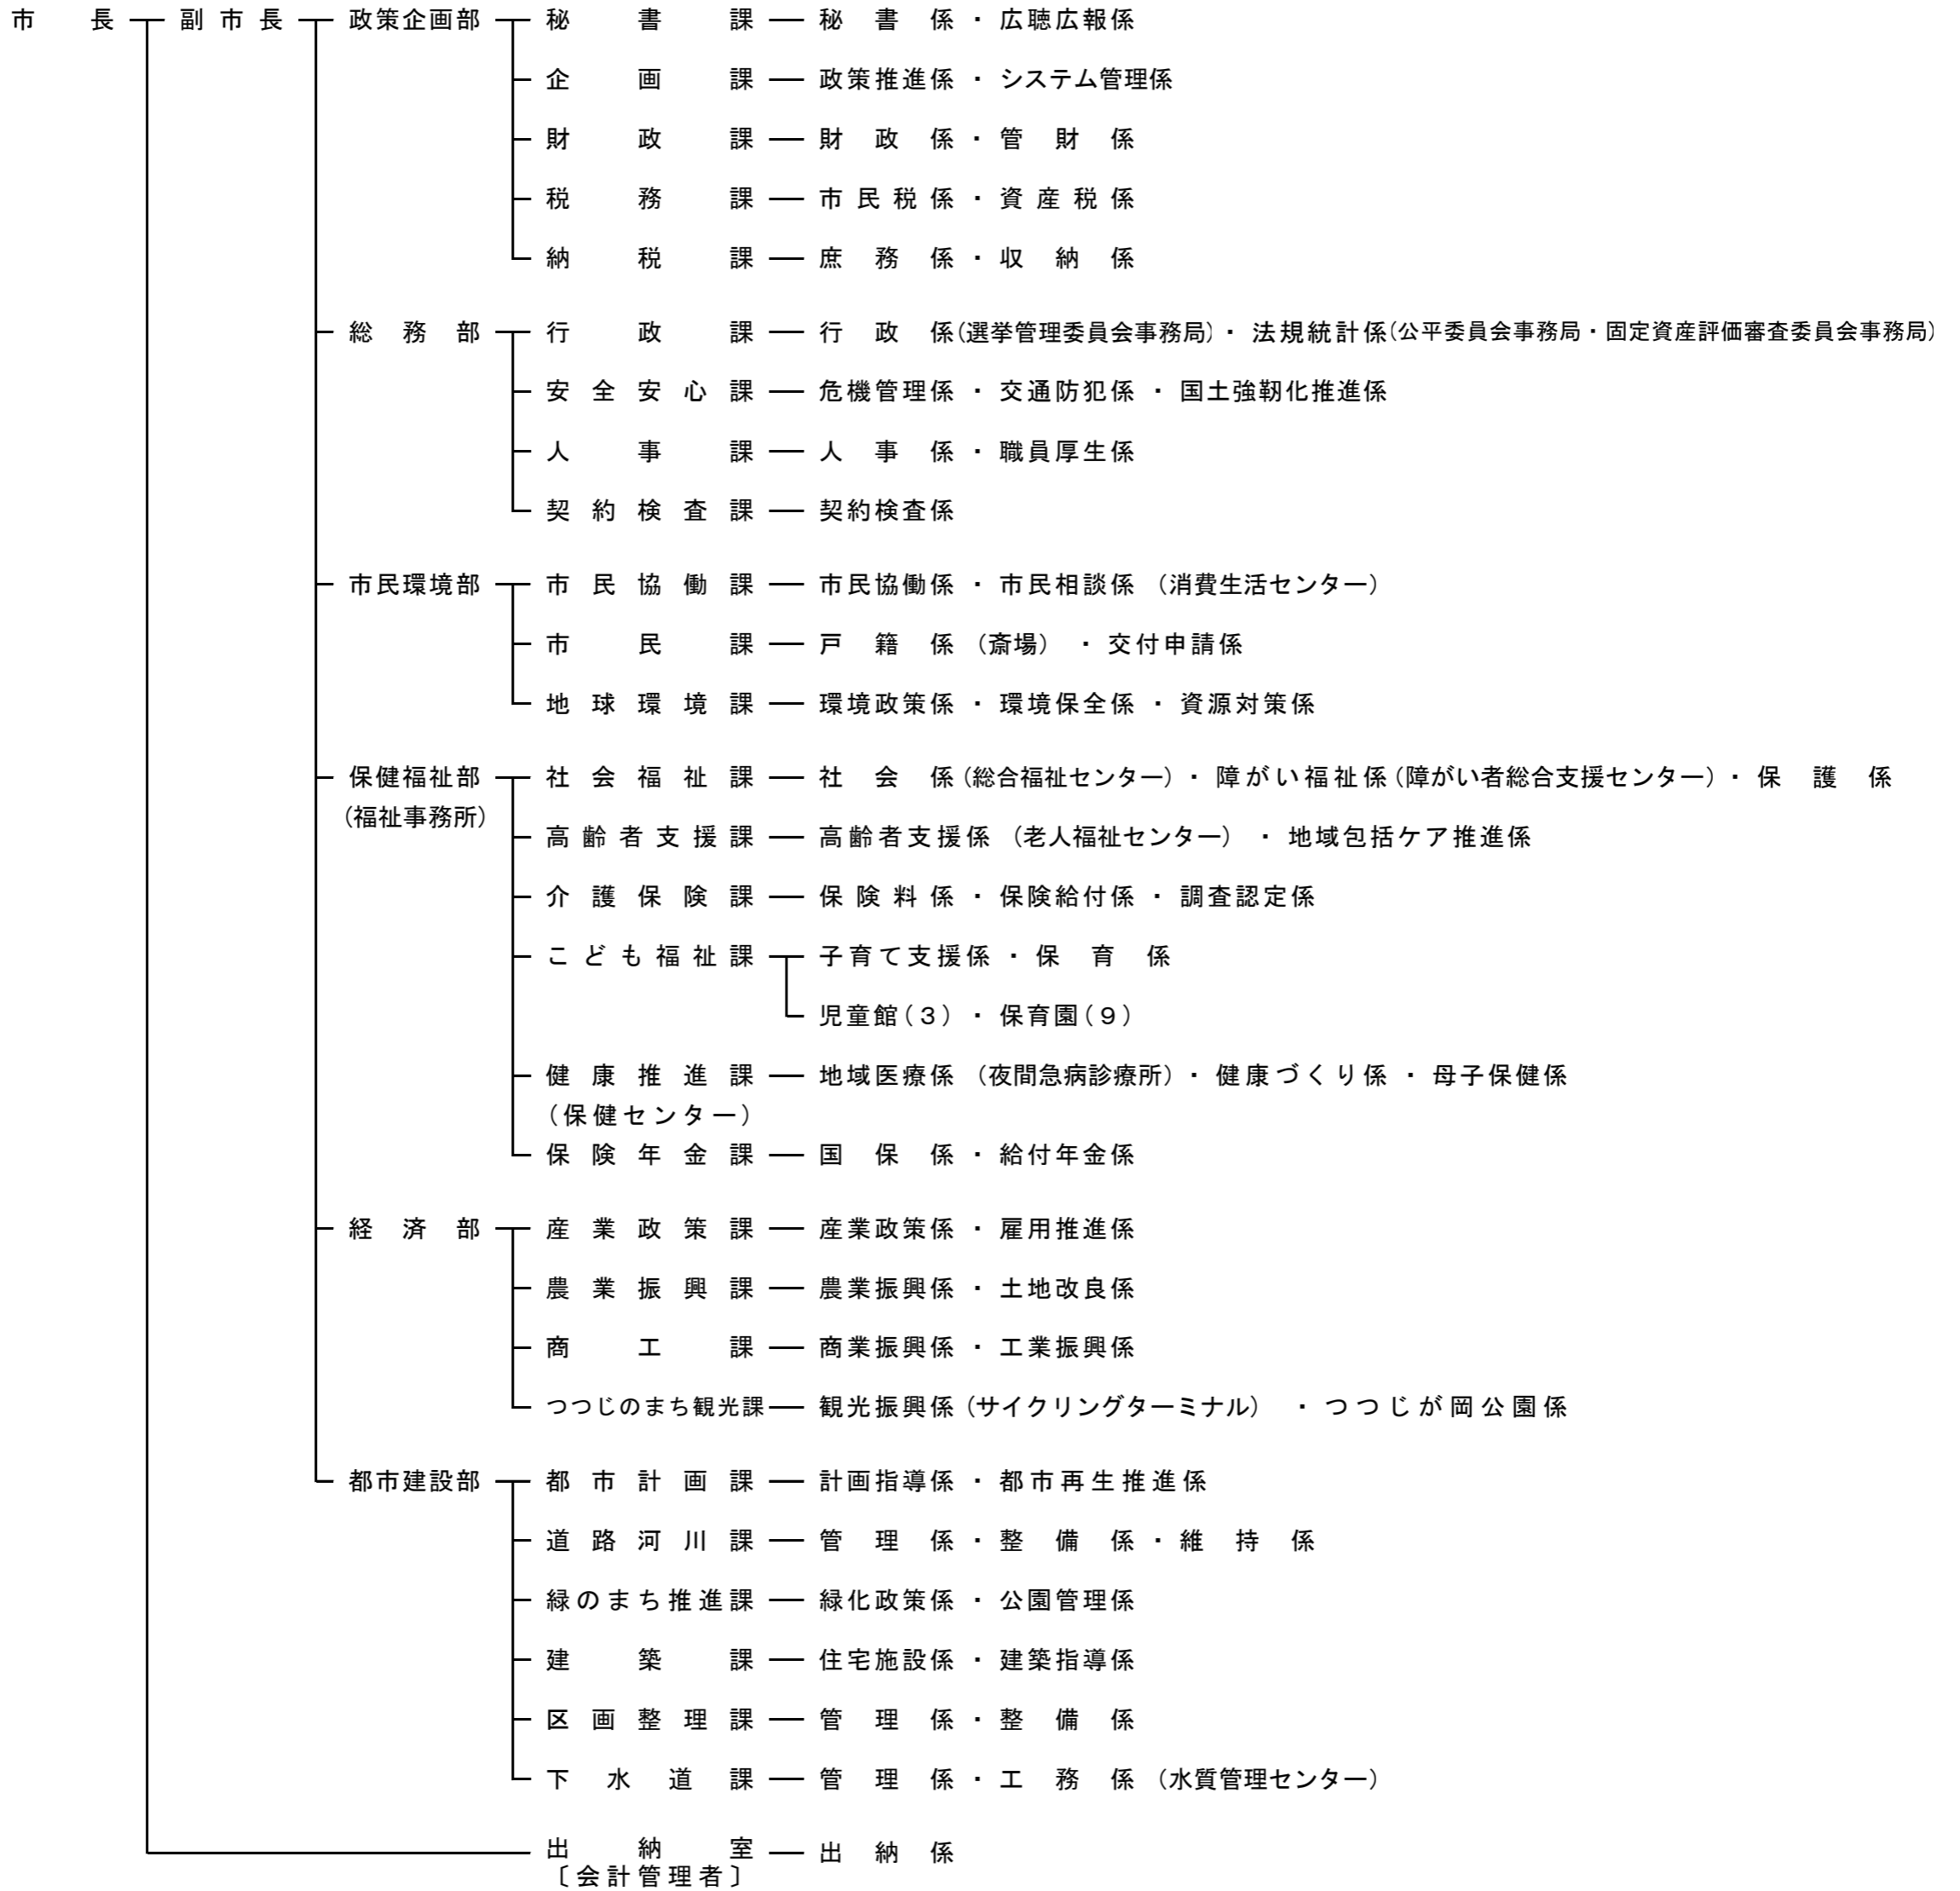 市長 副市長 政策企画部 秘書課 秘書係・広聴広報係
企画課 政策推進係・システム管理係
財政課 財政係・管財係
税務課 市民税係・資産税係
納税課 庶務係・収納係
総務部 行政課 行政係(選挙管理委員会事務局)・法規統計係(公平委員会事務局・固定資産評価審査委員会事務局)
安全安心課 危機管理係・交通防犯係・国土強靭化推進係
人事課 人事係・職員厚生係
契約検査課 契約検査係
市民環境部 市民協働課 市民協働係・市民相談係(消費生活センター)
市民課 戸籍係(斎場)・交付申請係
地球環境課 環境政策係・環境保全係・資源対策係
保健福祉部 社会福祉課 社会係(総合福祉センター)・障がい福祉係(障がい者総合支援センター)・保護係
(福祉事務所)
高齢者支援課 高齢者支援係(老人福祉センター)・地域包括ケア推進係
介護保険課 保険料係・保険給付係・調査認定係
こども福祉課 子育て支援係・保育係
児童館(3)・保育園(9)
健康推進課 地域医療係(夜間急病診療所)・健康づくり係・母子保健係
(保健センター)
保険年金課 国保係・給付年金係
経済部 産業政策課 産業政策係・雇用推進係
農業振興課 農業振興係・土地改良係
商工課 商業振興係・工業振興係
つつじのまち観光課 観光振興係(サイクリングターミナル)・つつじが岡公園係
都市建設部 都市計画課 計画指導係・都市再生推進係
道路河川課 管理係・整備係・維持係
緑のまち推進課 緑化政策係・公園管理係
建築課 住宅施設係・建築指導係
区画整理課 管理係・整備係
下水道課 管理係・工務係(水質管理センター)
出納室 出納係
〔会計管理者〕